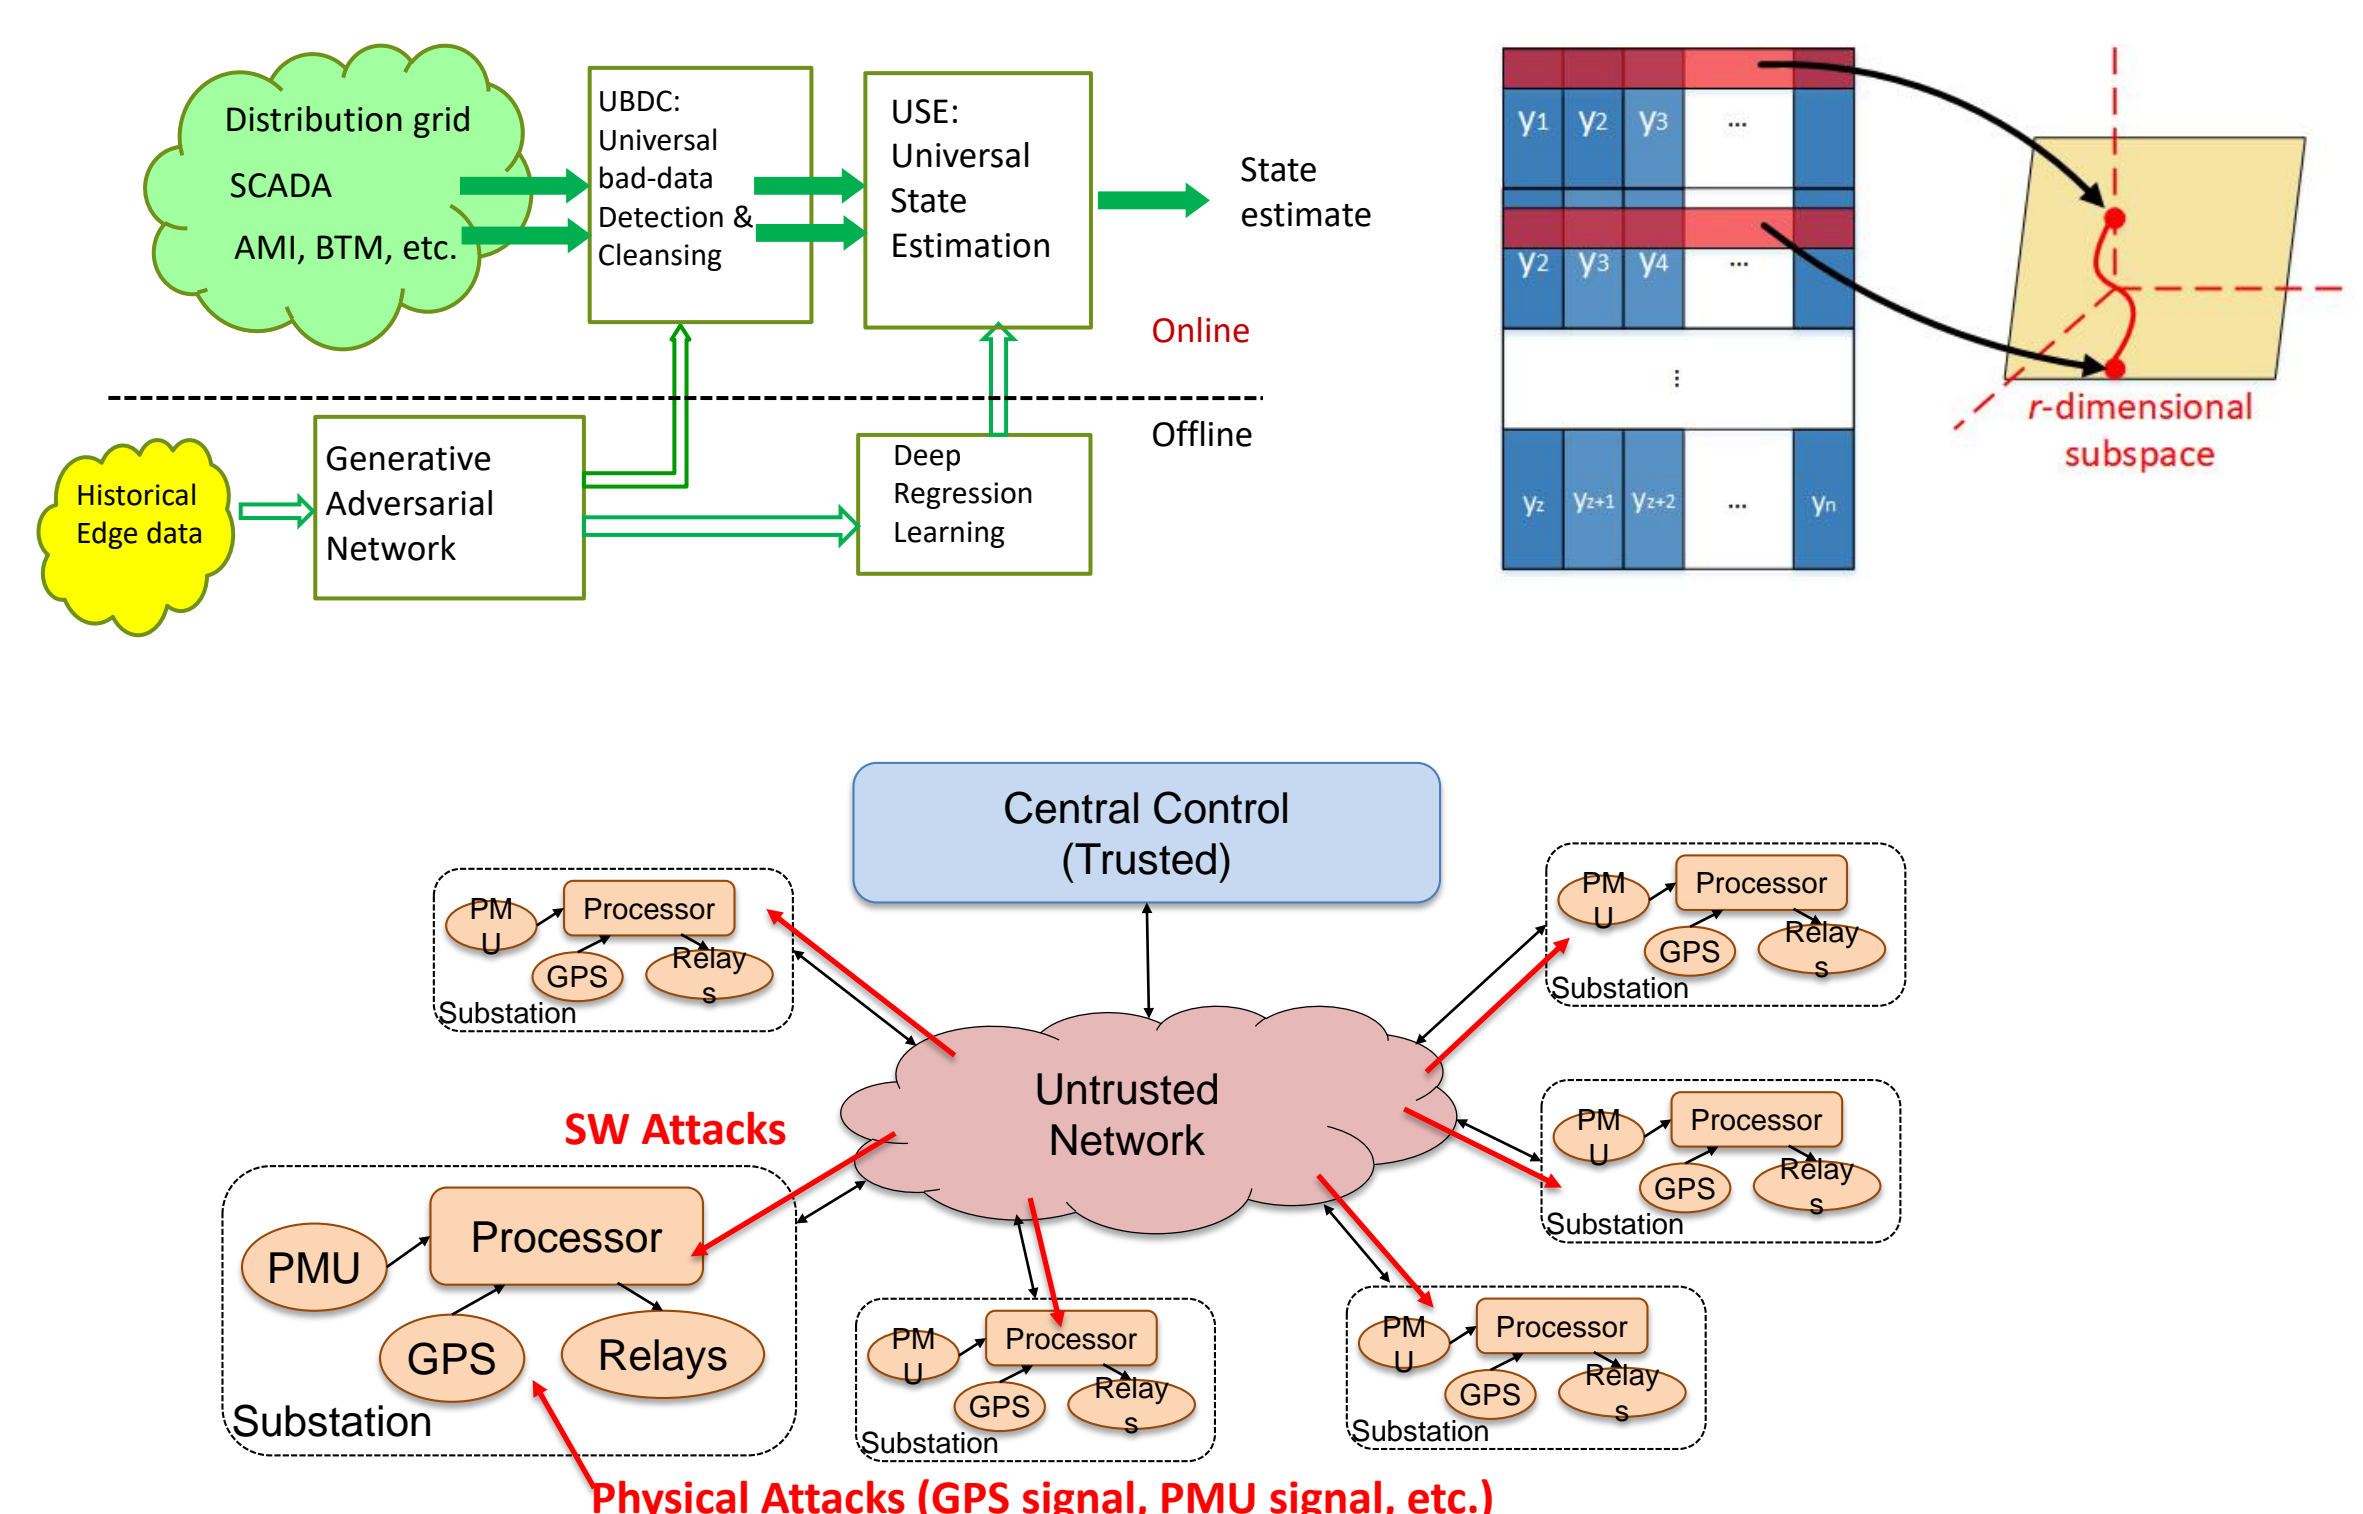 Distribution grid
SCADA
AMI, BTM, etc.
UBDC:
Universal
bad-data
Detection &
Cleansing
USE:
Universal
State
Estimation
State
estimate
Online
Offline
Historical
Edge data
Generative
Adversarial
Network
Deep
Regression
Learning
y1 y2 y3 ...
y2 y3 y4 ...
⋮
yz yz+1 yz+2 ... yn
r-dimensional
subspace
Central Control
(Trusted)
PM
U
Processor
GPS
Relay
s
Substation
PM
U
Processor
GPS
Relay
s
Substation
Untrusted
Network
SW Attacks
PM
U
Processor
GPS
Relay
s
Substation
PMU
Processor
GPS
Relays
Substation
PM
U
Processor
GPS
Relay
s
Substation
PM
U
Processor
GPS
Relay
s
Substation
Physical Attacks (GPS signal, PMU signal, etc.)